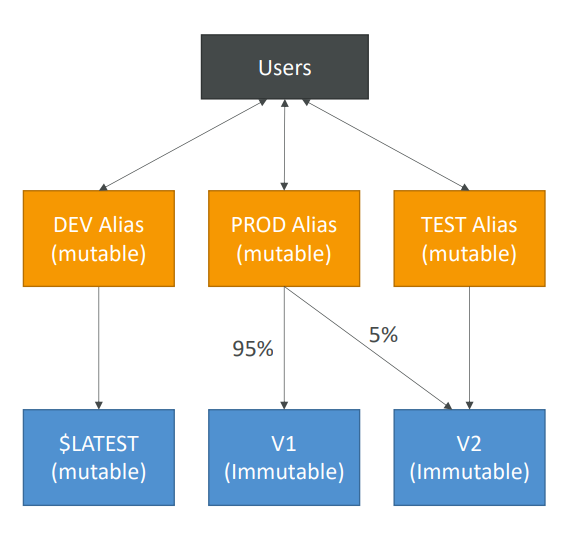 Users
DEV Alias
(mutable)
PROD Alias
(mutable)
TEST Alias
(mutable)
95%
5%
$LATEST
(mutable)
V1
(Immutable)
V2
(Immutable)